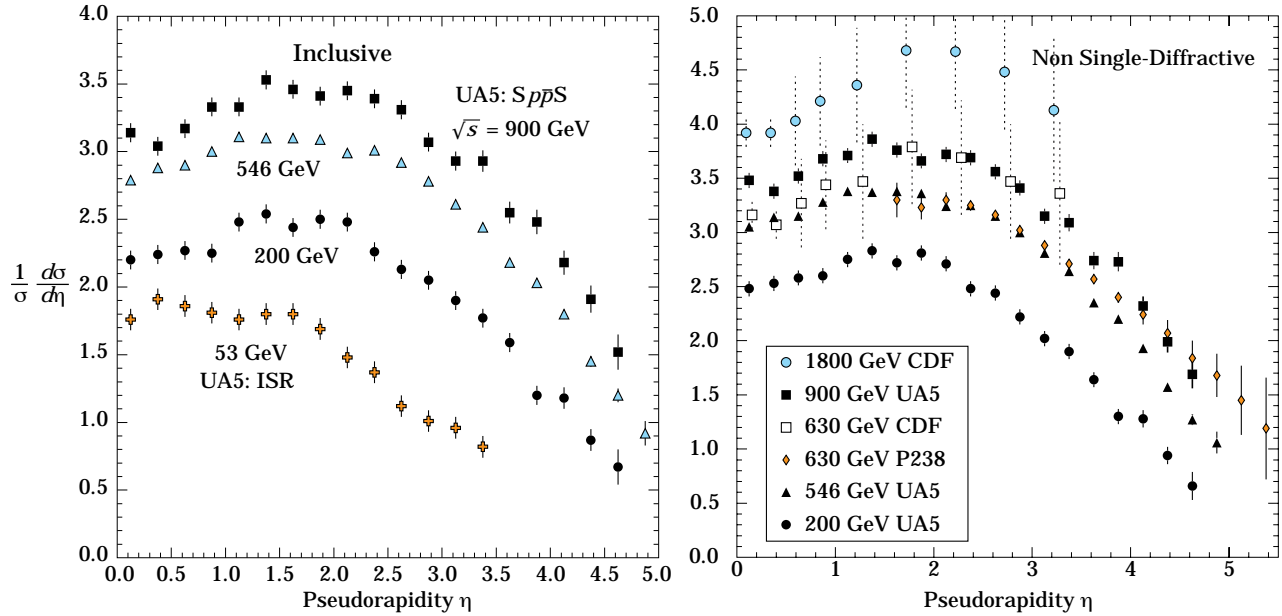 4.0
3.5
3.0
2.5
2.0
1.5
1.0
0.5
0.0
1/σ dσ/dη
Inclusive
UA5: Spp̅S
√s = 900 GeV
546 GeV
200 GeV
53 GeV
UA5: ISR
0.0 0.5 1.0 1.5 2.0 2.5 3.0 3.5 4.0 4.5 5.0
Pseudorapidity η
5.0
4.5
4.0
3.5
3.0
2.5
2.0
1.5
1.0
0.5
0.0
Non Single-Diffractive
1800 GeV CDF
900 GeV UA5
630 GeV CDF
630 GeV P238
546 GeV UA5
200 GeV UA5
0 1 2 3 4 5
Pseudorapidity η